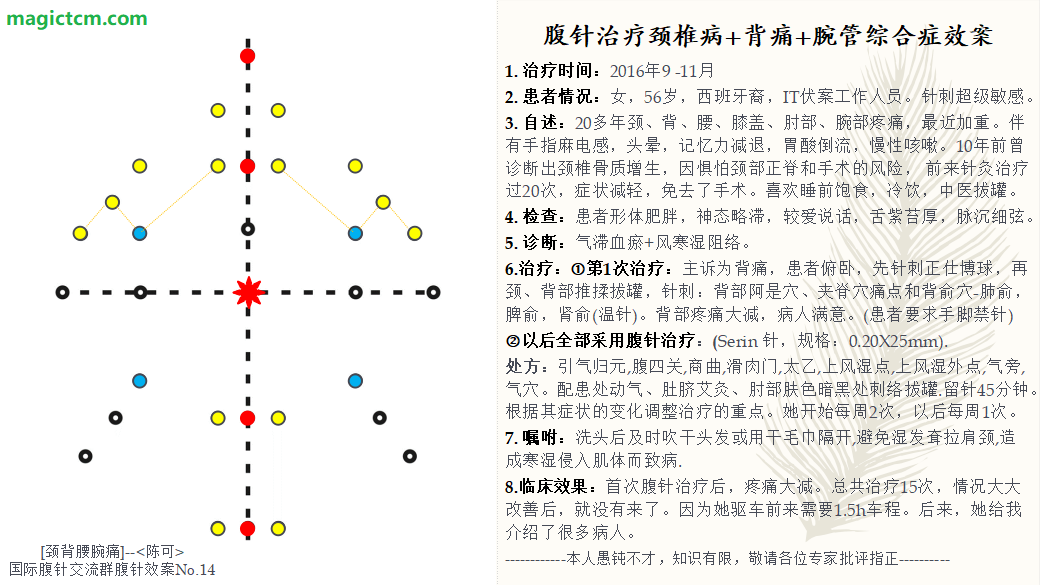 magictcm.com
[颈背腰腕痛]--<陈可>
国际腹针交流群腹针效案No.14
腹针治疗颈椎病+背痛+腕管综合症效案
1. 治疗时间：2016年9 -11月
2. 患者情况：女，56岁，西班牙裔，IT伏案工作人员。针刺超级敏感。
3. 自述：20多年颈、背、腰、膝盖、肘部、腕部疼痛，最近加重。伴
有手指麻电感，头晕，记忆力减退，胃酸倒流，慢性咳嗽。10年前曾
诊断出颈椎骨质增生，因惧怕颈部正脊和手术的风险， 前来针灸治疗
过20次，症状减轻，免去了手术。喜欢睡前饱食，冷饮，中医拔罐。
4. 检查：患者形体肥胖，神态略滞，较爱说话，舌紫苔厚，脉沉细弦。
5. 诊断：气滞血瘀+风寒湿阻络。
6.治疗：①第1次治疗：主诉为背痛，患者俯卧，先针刺正仕博球，再
颈、背部推揉拔罐，针刺：背部阿是穴、夹脊穴痛点和背俞穴-肺俞，
脾俞，肾俞(温针)。背部疼痛大减，病人满意。(患者要求手脚禁针)
②以后全部采用腹针治疗：(Serin 针，规格：0.20X25mm).
处方：引气归元,腹四关,商曲,滑肉门,太乙,上风湿点,上风湿外点,气旁,
气穴。配患处动气、肚脐艾灸、肘部肤色暗黑处刺络拔罐.留针45分钟。
根据其症状的变化调整治疗的重点。她开始每周2次，以后每周1次。
7. 嘱咐：洗头后及时吹干头发或用干毛巾隔开,避免湿发耷拉肩颈,造
成寒湿侵入肌体而致病.
8.临床效果：首次腹针治疗后，疼痛大减。总共治疗15次，情况大大
改善后，就没有来了。因为她驱车前来需要1.5h车程。后来，她给我
介绍了很多病人。
------------本人愚钝不才，知识有限，敬请各位专家批评指正----------